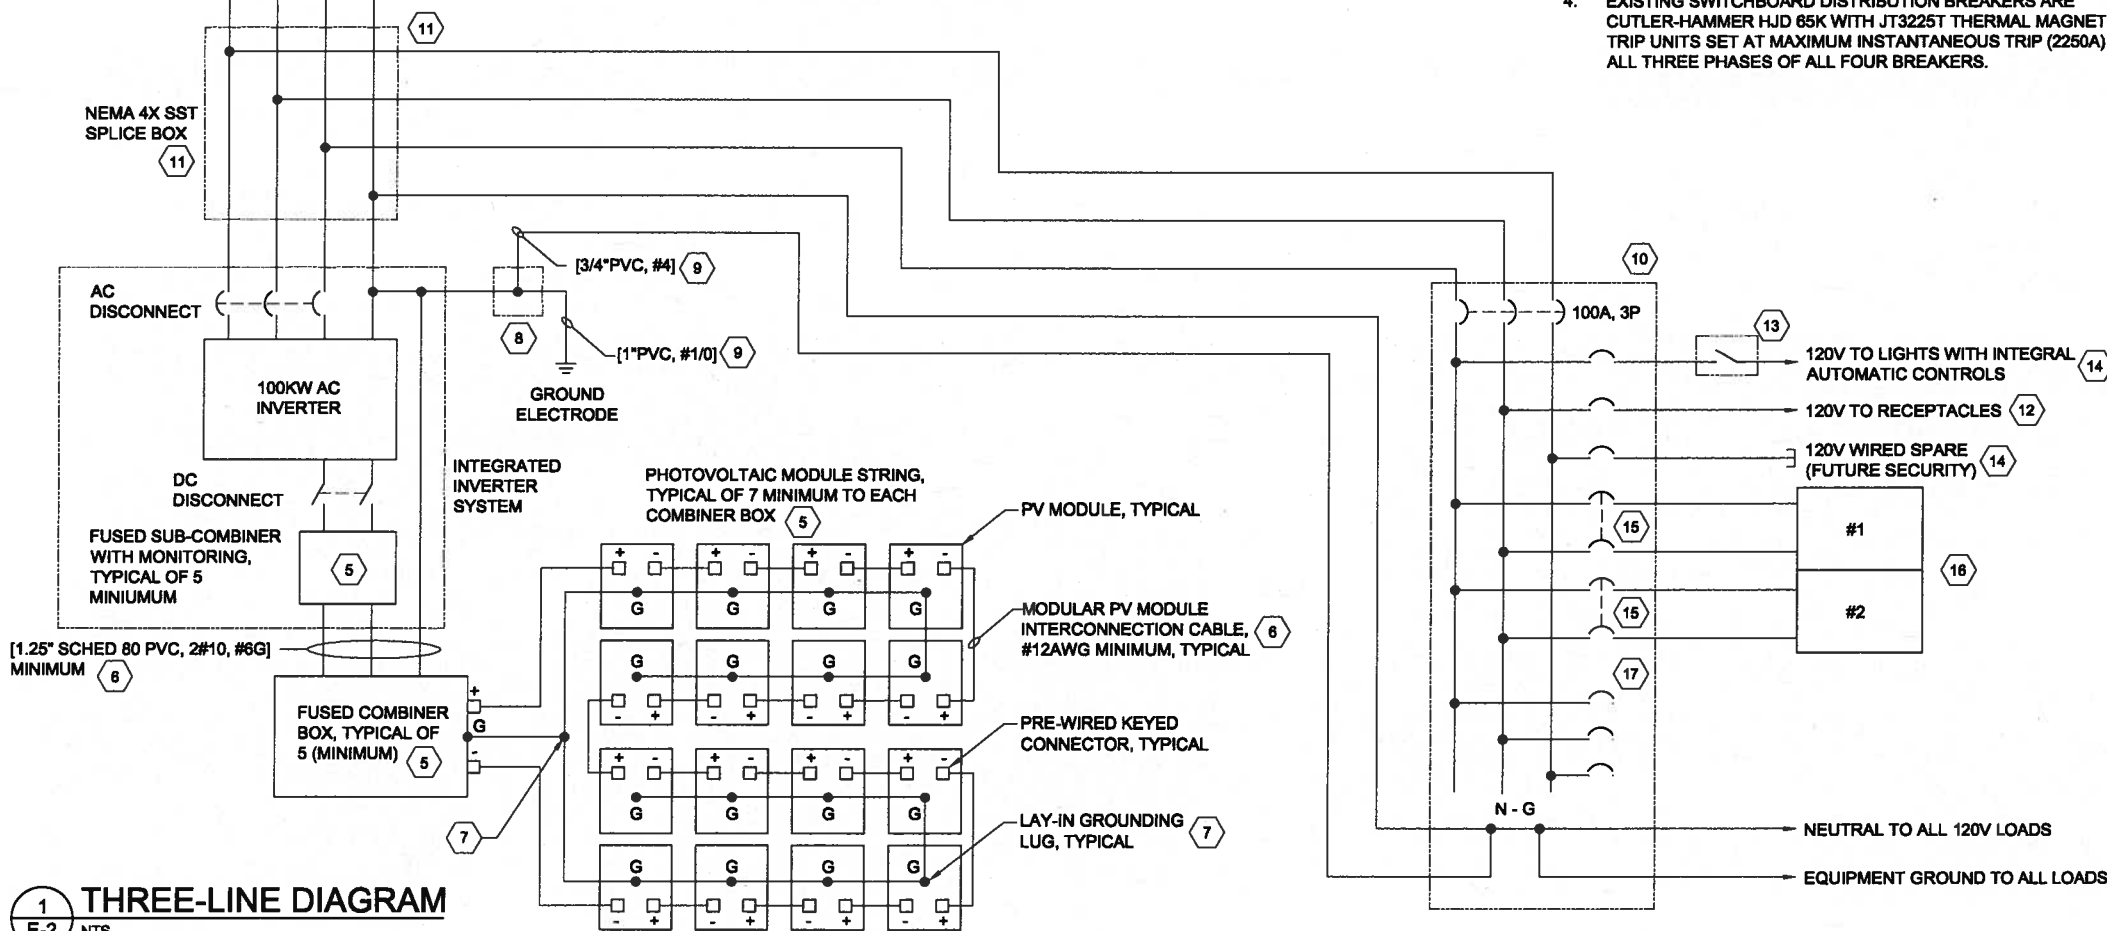 4. EXISTING SWITCHBOARD DISTRIBUTION BREAKERS ARE
CUTLER-HAMMER HJD 65K WITH JT3225T THERMAL MAGNET
TRIP UNITS SET AT MAXIMUM INSTANTANEOUS TRIP (2250A)
ALL THREE PHASES OF ALL FOUR BREAKERS.
11
NEMA 4X SST
SPLICE BOX
11
AC
DISCONNECT
[3/4"PVC, #4] 9
8
[1"PVC, #1/0] 9
GROUND
ELECTRODE
100KW AC
INVERTER
DC
DISCONNECT
INTEGRATED
INVERTER
SYSTEM
FUSED SUB-COMBINER
WITH MONITORING,
TYPICAL OF 5
MINIUMUM
5
[1.25" SCHED 80 PVC, 2#10, #6G]
MINIMUM 6
FUSED COMBINER
BOX, TYPICAL OF
5 (MINIMUM) 5
+
G
-
7
PHOTOVOLTAIC MODULE STRING,
TYPICAL OF 7 MINIMUM TO EACH
COMBINER BOX 5
+ - + - + - + -
G G G G
G G G G
- + - + - + - +
+ - + - + - + -
G G G G
G G G G
- + - + - + - +
PV MODULE, TYPICAL
MODULAR PV MODULE
INTERCONNECTION CABLE, 6
#12AWG MINIMUM, TYPICAL
PRE-WIRED KEYED
CONNECTOR, TYPICAL
LAY-IN GROUNDING
LUG, TYPICAL 7
10
100A, 3P
13
120V TO LIGHTS WITH INTEGRAL
AUTOMATIC CONTROLS 14
120V TO RECEPTACLES 12
120V WIRED SPARE
(FUTURE SECURITY) 14
15
#1
16
15
#2
17
N - G
NEUTRAL TO ALL 120V LOADS
EQUIPMENT GROUND TO ALL LOADS
1
E-2
THREE-LINE DIAGRAM
NTS